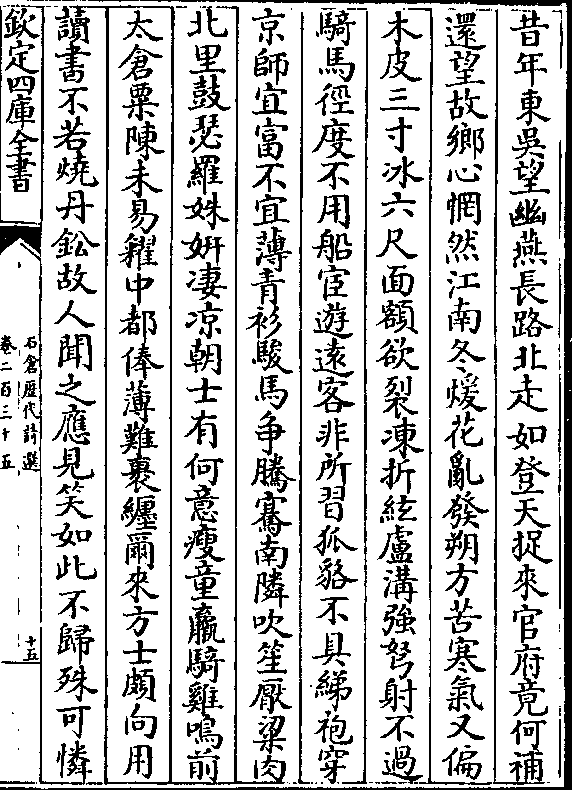 昔年東吳望幽燕長路北走如登天捉來官府竟何補
還望故鄉心惘然江南冬煖花亂發朔方苦寒氣又偏
木皮三寸冰六尺面額欲裂凍折絃盧溝強弩射不過
騎馬徑度不用船宦遊遠客非所習狐貉不具綈袍穿
京師宜富不宜薄青衫駿馬争騰騫南隣吹笙厭粱肉
北里鼓瑟羅姝妍凄凉朝士有何意瘦童羸騎雞鳴前
太倉粟陳未易糴中都俸薄難裹纏爾來方士頗向用
讀書不若燒丹鈆故人聞之應見笑如此不歸殊可憐
欽定四庫全書
石倉歷代詩選
卷二百三十五
十五